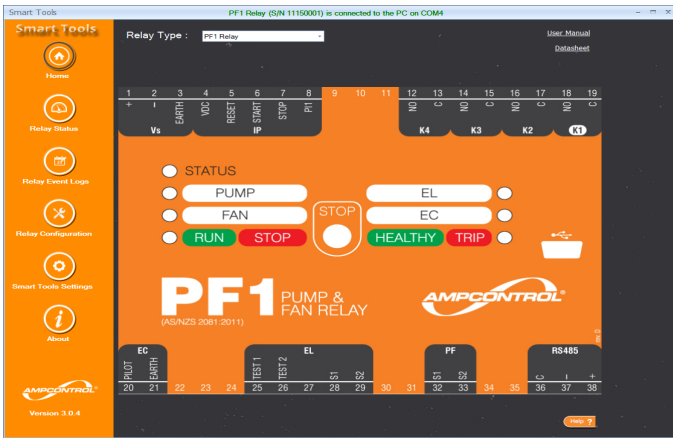 Smart Tools
PF1 Relay (S/N 11150001) is connected to the PC on COM4
Smart Tools
Home
Relay Status
Relay Event Logs
Relay Configuration
Smart Tools Settings
About
AMPCONTROL
Version 3.0.4
Relay Type : PF1 Relay
User Manual
Datasheet
1 2 3 4 5 6 7 8 9 10 11 12 13 14 15 16 17 18 19
+ − EARTH VDC RESET START STOP PI1 NO C NO C NO C NO C
Vs IP K4 K3 K2 K1
STATUS
PUMP EL
FAN STOP EC
RUN STOP HEALTHY TRIP
PF1 PUMP &
FAN RELAY
(AS/NZS 2081:2011)
AMPCONTROL
EC EL PF RS485
PILOT EARTH TEST 1 TEST 2 S1 S2 S1 S2 C − +
20 21 22 23 24 25 26 27 28 29 30 31 32 33 34 35 36 37 38
Help ?